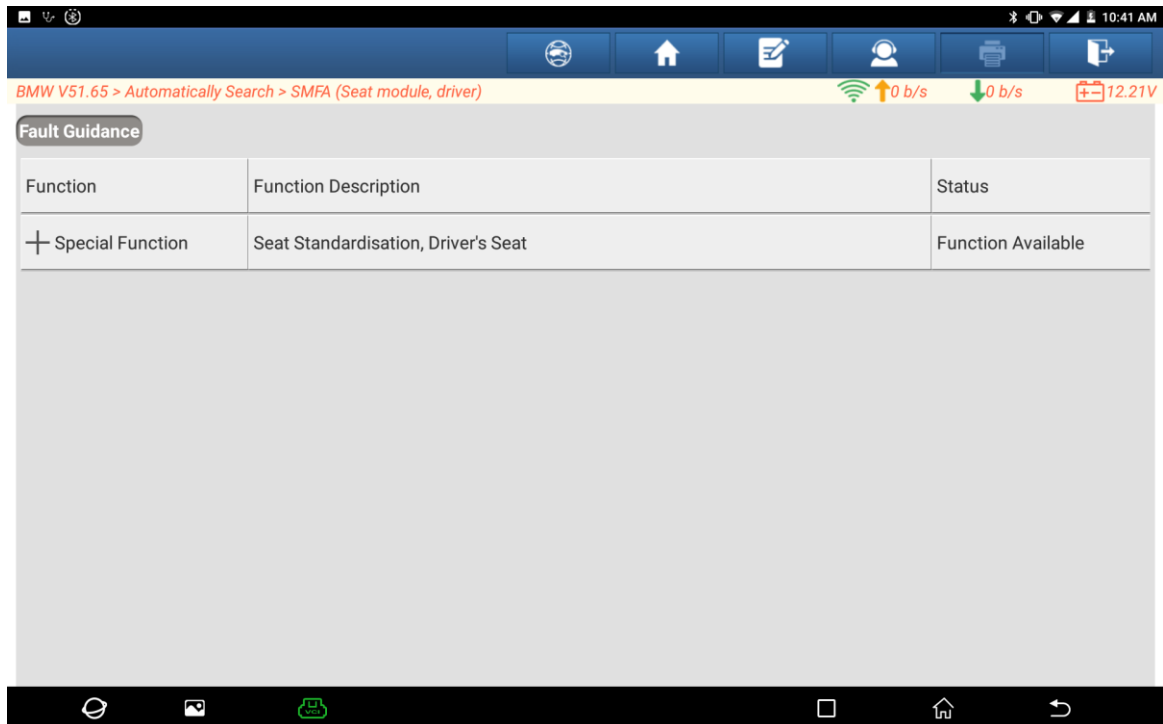 10:41 AM
BMW V51.65 > Automatically Search > SMFA (Seat module, driver) 0 b/s 0 b/s 12.21V
Fault Guidance
Function Function Description Status
Special Function Seat Standardisation, Driver's Seat Function Available
VCI